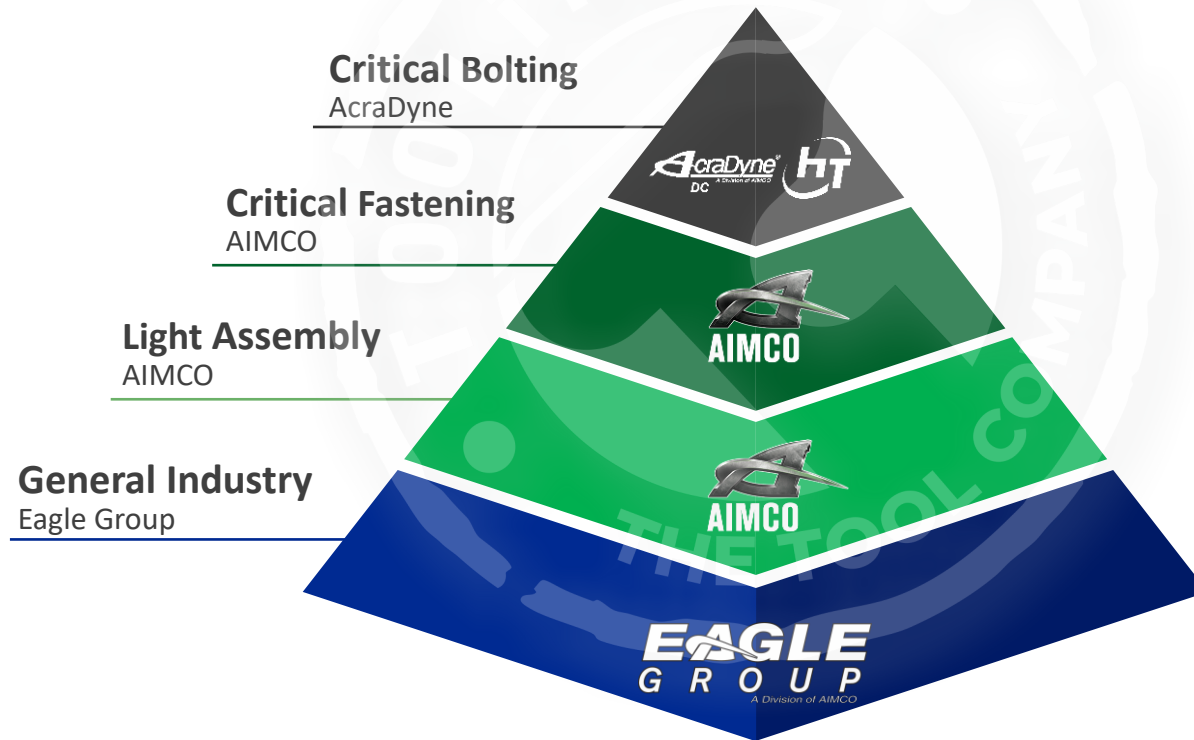 Critical Bolting
AcraDyne
AcraDyne®
A Division of AIMCO
DC
hT
Critical Fastening
AIMCO
AIMCO
Light Assembly
AIMCO
AIMCO
General Industry
Eagle Group
EAGLE
GROUP
A Division of AIMCO
THE TOOL COMPANY